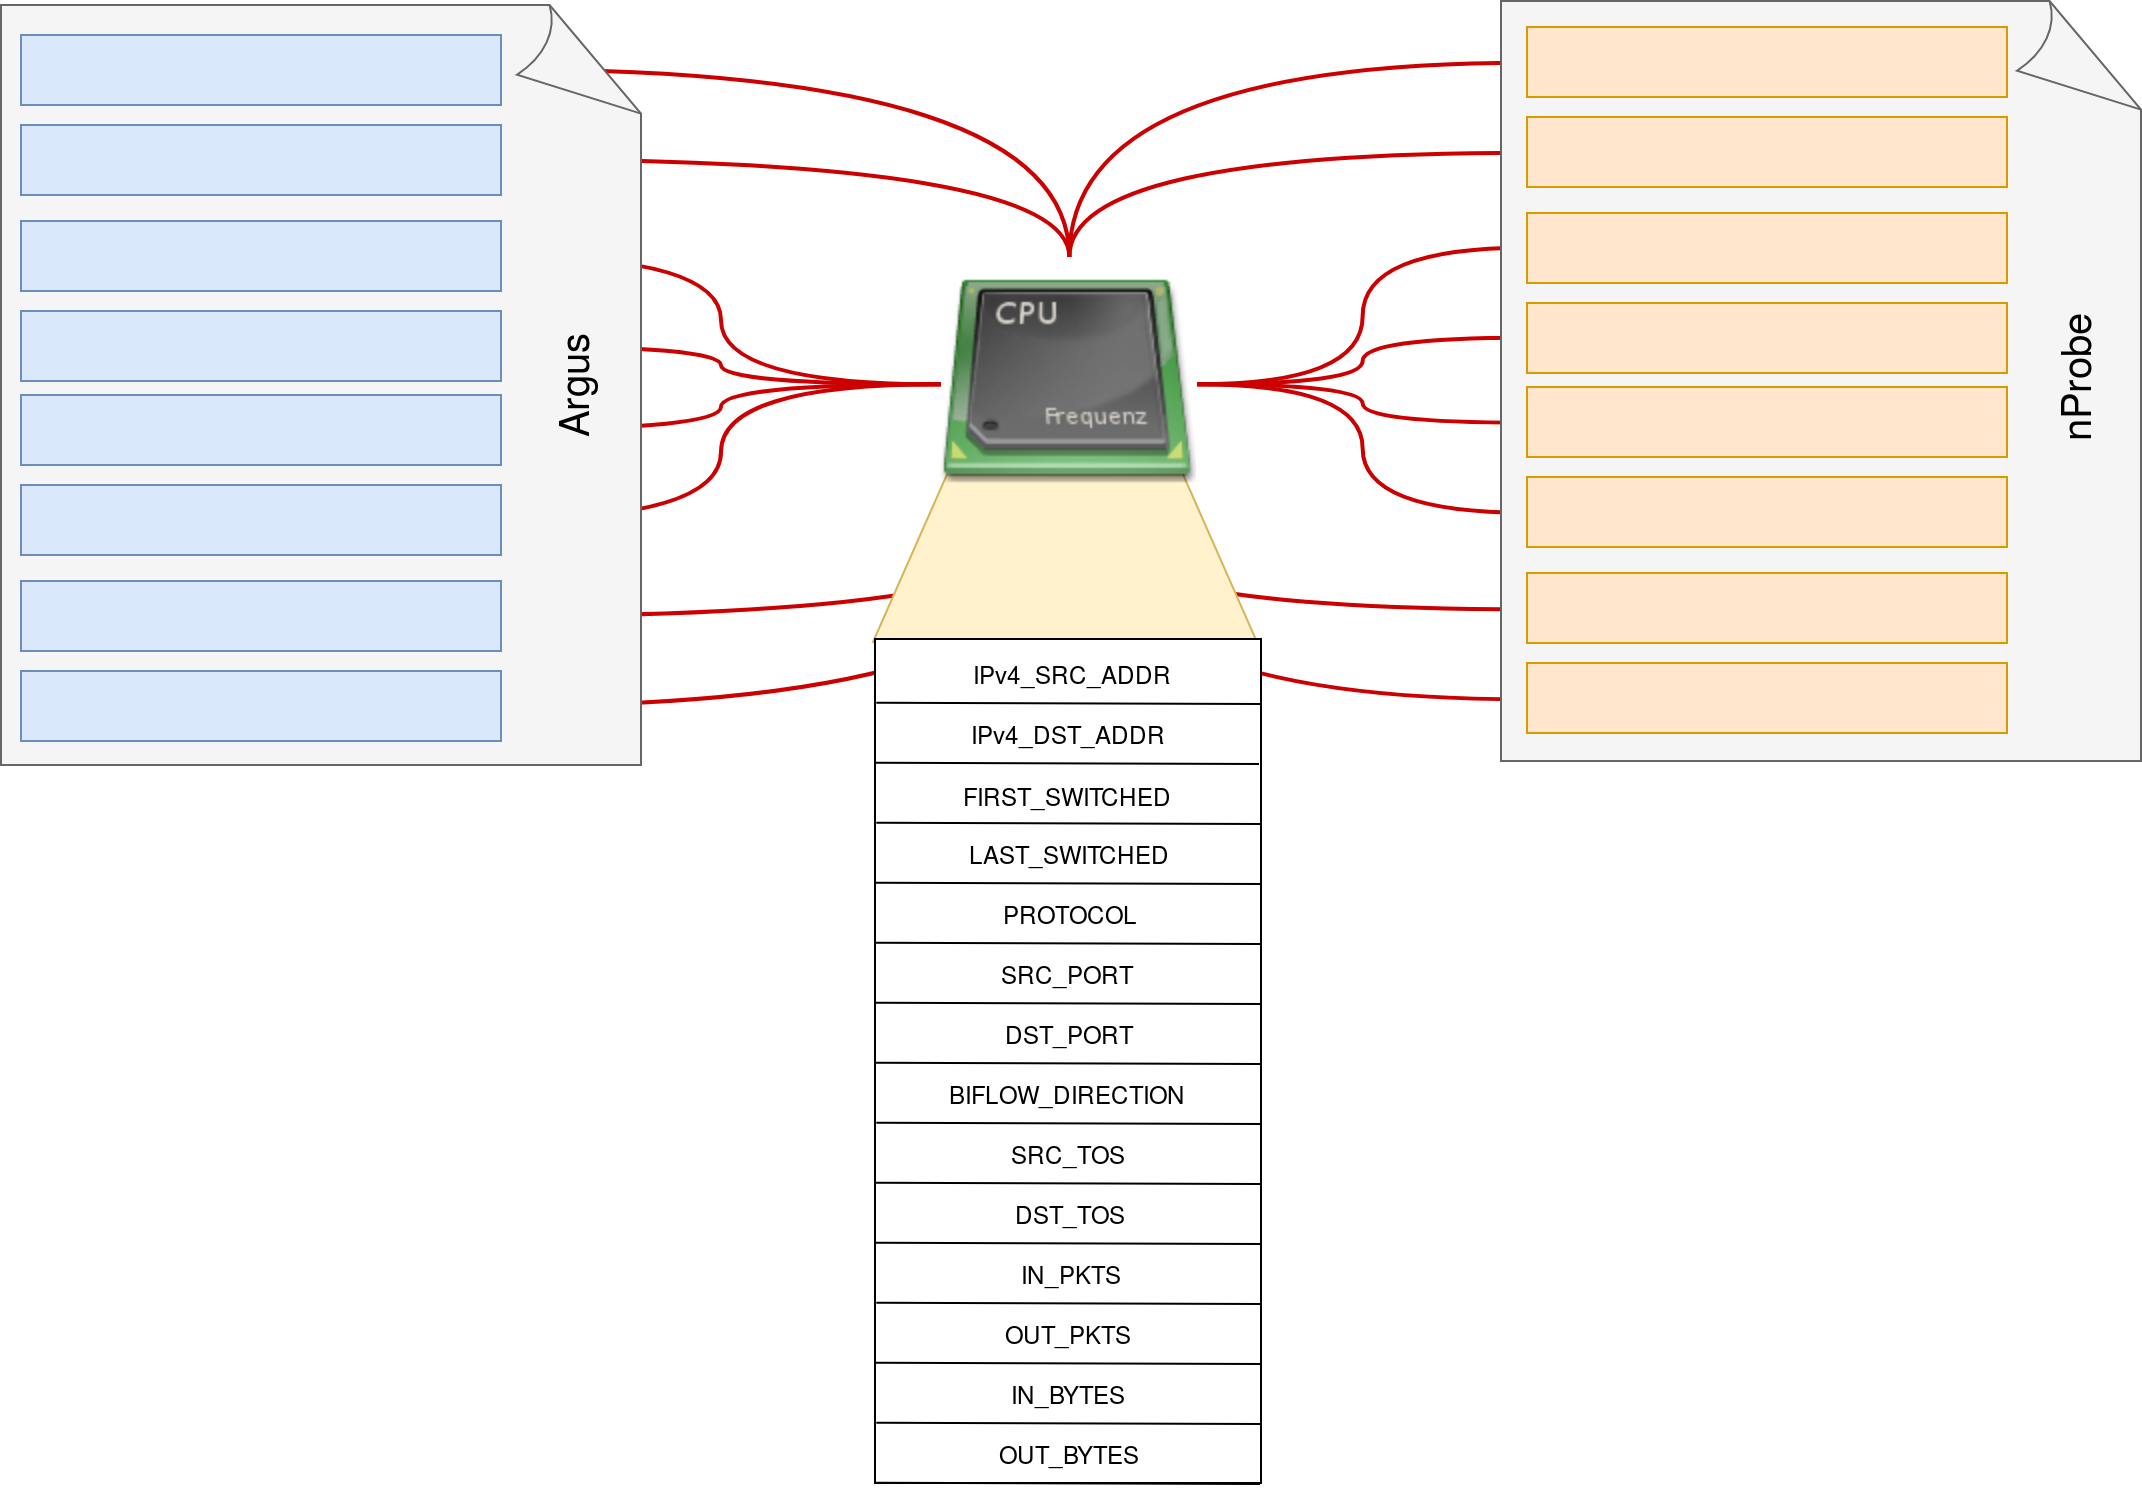 Argus
CPU
Frequenz
nProbe
IPv4_SRC_ADDR
IPv4_DST_ADDR
FIRST_SWITCHED
LAST_SWITCHED
PROTOCOL
SRC_PORT
DST_PORT
BIFLOW_DIRECTION
SRC_TOS
DST_TOS
IN_PKTS
OUT_PKTS
IN_BYTES
OUT_BYTES